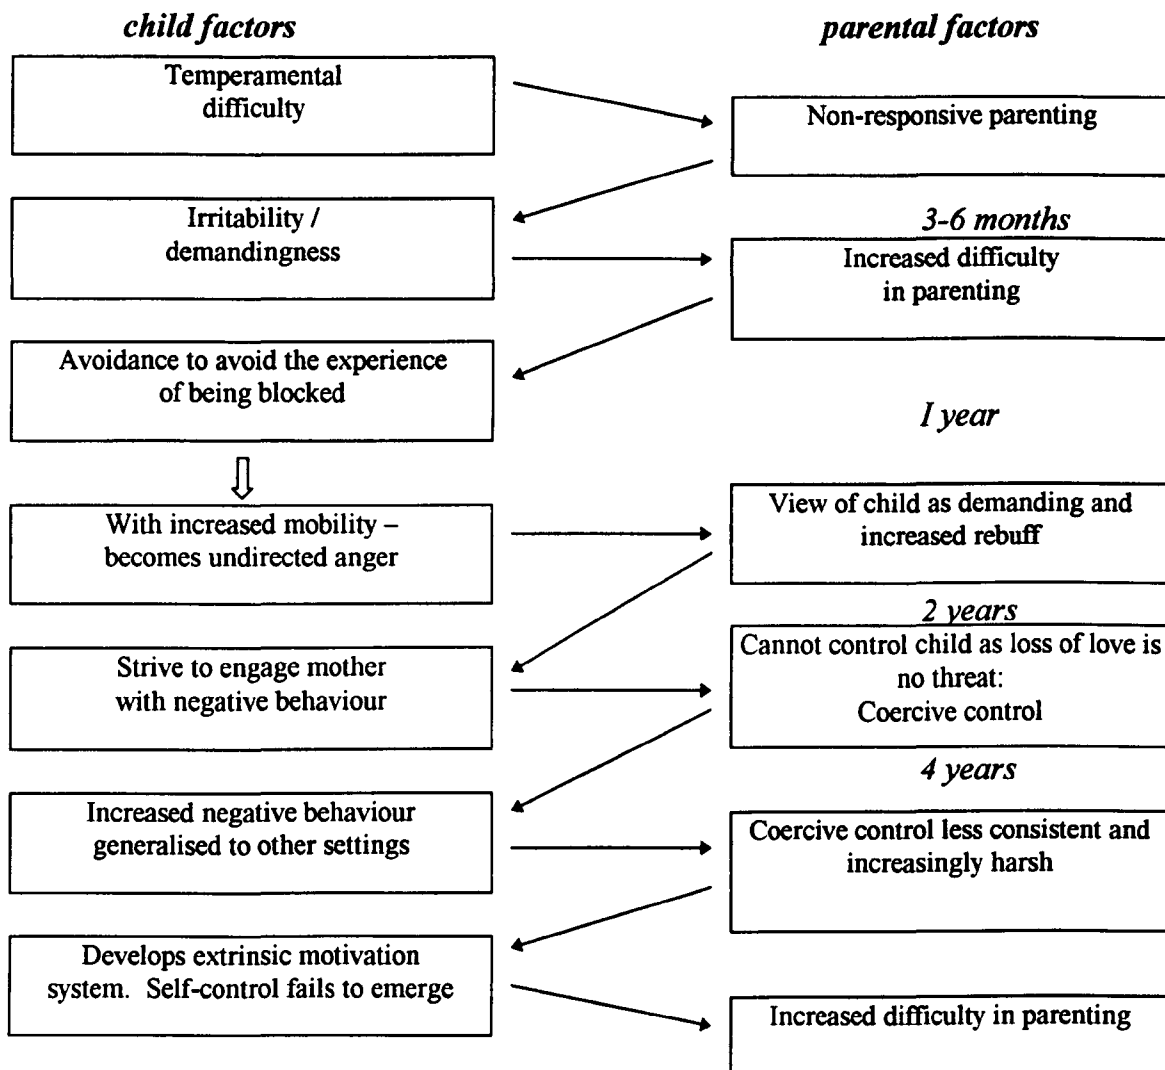 child factors
parental factors
Temperamental
difficulty
Non-responsive parenting
Irritability /
demandingness
3-6 months
Increased difficulty
in parenting
Avoidance to avoid the experience
of being blocked
1 year
With increased mobility –
becomes undirected anger
View of child as demanding and
increased rebuff
2 years
Strive to engage mother
with negative behaviour
Cannot control child as loss of love is
no threat:
Coercive control
4 years
Increased negative behaviour
generalised to other settings
Coercive control less consistent and
increasingly harsh
Develops extrinsic motivation
system.  Self-control fails to emerge
Increased difficulty in parenting